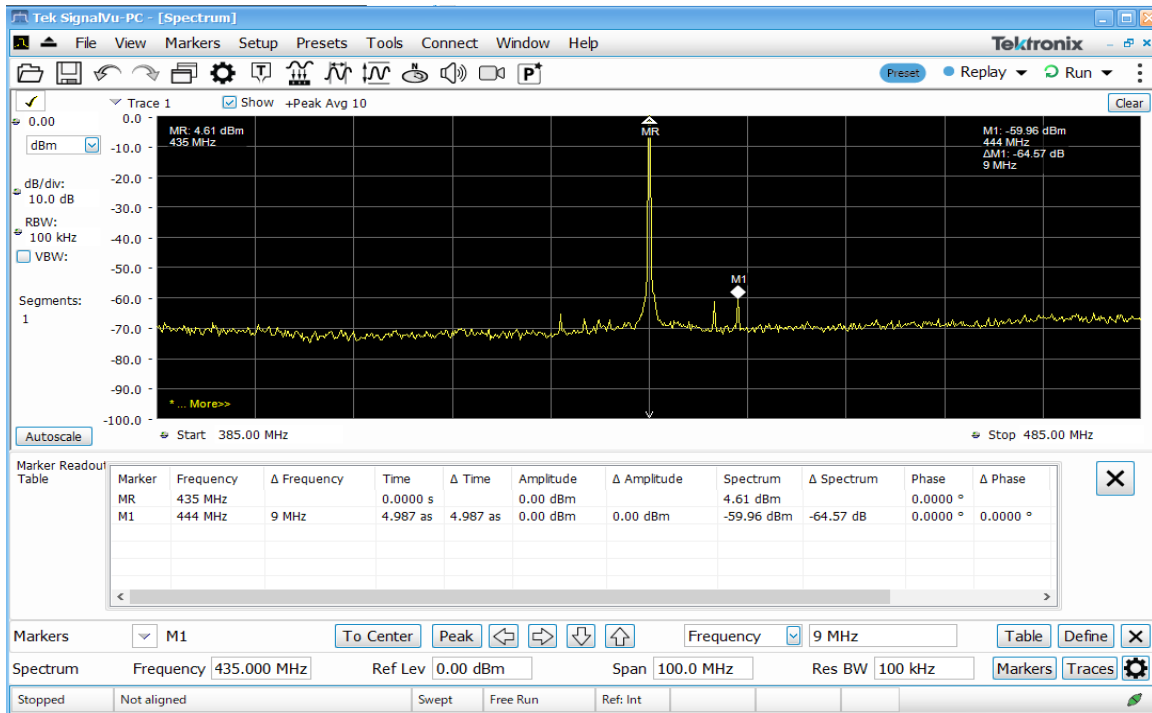 Tek SignalVu-PC - [Spectrum]
File View Markers Setup Presets Tools Connect Window Help
Tektronix
Preset Replay Run
Trace 1 Show +Peak Avg 10 Clear
0.00
dBm
dB/div:
10.0 dB
RBW:
100 kHz
VBW:
Segments:
1
Autoscale
0.0
-10.0
-20.0
-30.0
-40.0
-50.0
-60.0
-70.0
-80.0
-90.0
-100.0
MR: 4.61 dBm
435 MHz
MR
M1
M1: -59.96 dBm
444 MHz
ΔM1: -64.57 dB
9 MHz
* ... More>>
Start 385.00 MHz Stop 485.00 MHz
Marker Readout
Table
Marker Frequency Δ Frequency Time Δ Time Amplitude Δ Amplitude Spectrum Δ Spectrum Phase Δ Phase
MR 435 MHz 0.0000 s 0.00 dBm 4.61 dBm 0.0000 °
M1 444 MHz 9 MHz 4.987 as 4.987 as 0.00 dBm 0.00 dBm -59.96 dBm -64.57 dB 0.0000 ° 0.0000 °
Markers M1 To Center Peak Frequency 9 MHz Table Define
Spectrum Frequency 435.000 MHz Ref Lev 0.00 dBm Span 100.0 MHz Res BW 100 kHz Markers Traces
Stopped Not aligned Swept Free Run Ref: Int